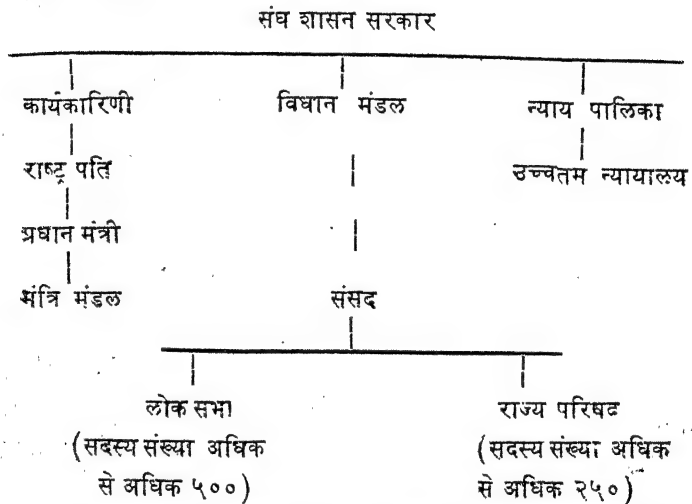 संघ शासन सरकार
कार्यकारिणी विधान मंडल न्याय पालिका
राष्ट्र पति उच्चतम न्यायालय
प्रधान मंत्री
मंत्रि मंडल संसद
लोक सभा राज्य परिषद
(सदस्य संख्या अधिक (सदस्य संख्या अधिक
से अधिक ५००) से अधिक २५०)